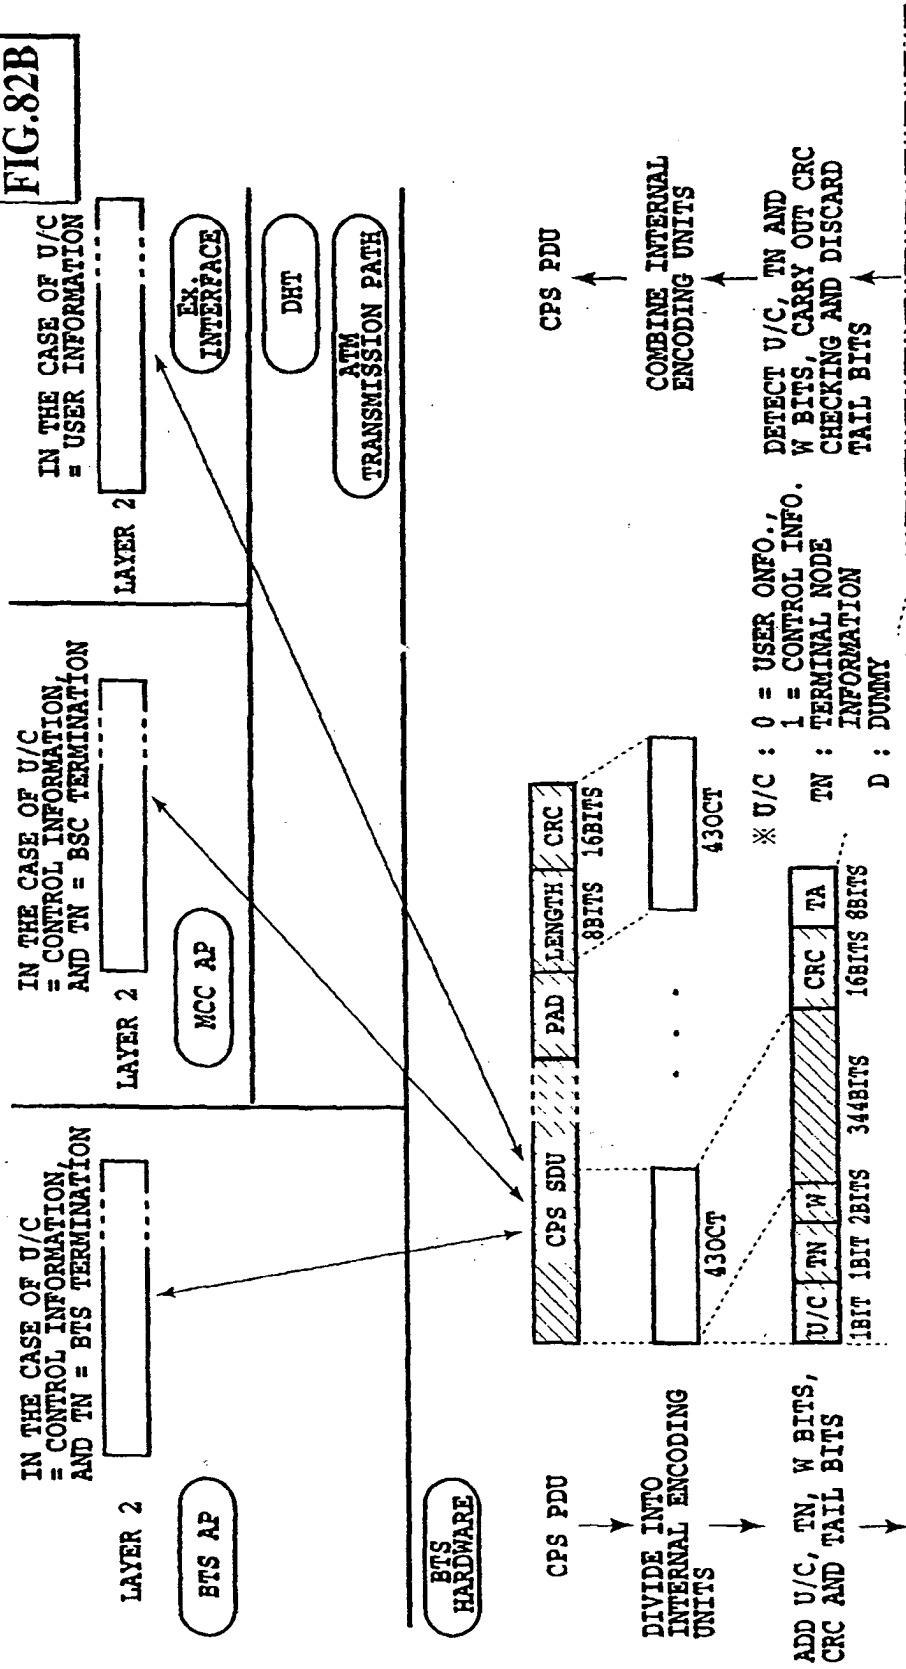 FIG.82B
IN THE CASE OF U/C
= CONTROL INFORMATION,
AND TN = BTS TERMINATION
LAYER 2
BTS AP
IN THE CASE OF U/C
= CONTROL INFORMATION,
AND TN = BSC TERMINATION
LAYER 2
MCC AP
IN THE CASE OF U/C
= USER INFORMATION
LAYER 2
Ex.
INTERFACE
DHT
ATM
TRANSMISSION PATH
BTS
HARDWARE
CPS PDU
CPS SDU
PAD
LENGTH
CRC
8BITS
16BITS
CPS PDU
DIVIDE INTO
INTERNAL ENCODING
UNITS
43OCT
• • •
43OCT
COMBINE INTERNAL
ENCODING UNITS
ADD U/C, TN, W BITS,
CRC AND TAIL BITS
U/C
TN
W
CRC
TA
1BIT
1BIT
2BITS
344BITS
16BITS
8BITS
※ U/C : 0 = USER ONFO.,
1 = CONTROL INFO.
TN : TERMINAL NODE
INFORMATION
D : DUMMY
DETECT U/C, TN AND
W BITS, CARRY OUT CRC
CHECKING AND DISCARD
TAIL BITS